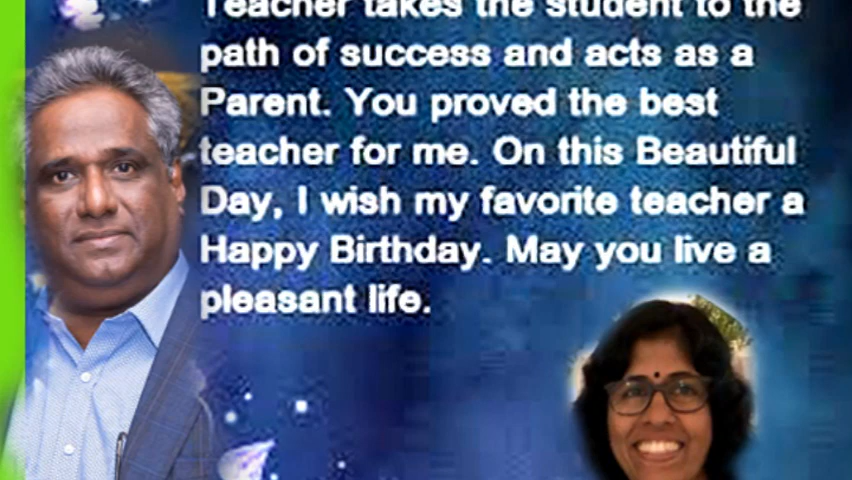 Teacher takes the student to the
path of success and acts as a
Parent. You proved the best
teacher for me. On this Beautiful
Day, I wish my favorite teacher a
Happy Birthday. May you live a
pleasant life.